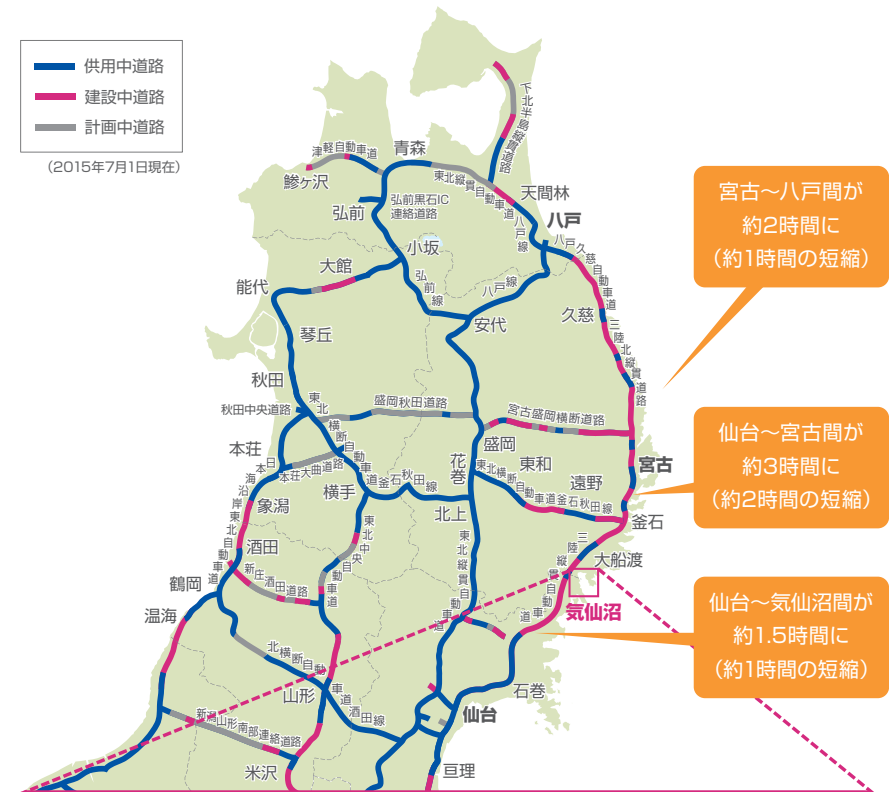 供用中道路
建設中道路
計画中道路
(2015年7月1日現在)
下北半島縦貫道路
津軽自動車道
青森
鰺ヶ沢
東北縦貫自動車道八戸線
天間林
弘前
弘前黒石IC
連絡道路
八戸
宮古〜八戸間が
約2時間に
(約1時間の短縮)
小坂
八戸久慈自動車道
大館
能代
弘前線
八戸線
安代
久慈
琴丘
三陸北縦貫道路
秋田
秋田中央道路
東北横断自動車道釜石秋田線
盛岡秋田道路
宮古盛岡横断道路
盛岡
仙台〜宮古間が
約3時間に
(約2時間の短縮)
本荘
本荘大曲道路
花巻
東和
遠野
宮古
日本海沿岸東北自動車道
横手
東北横断自動車道釜石秋田線
象潟
北上
釜石
東北中央自動車道
東北縦貫自動車道
三陸縦貫自動車道
大船渡
酒田
新庄酒田道路
鶴岡
気仙沼
仙台〜気仙沼間が
約1.5時間に
(約1時間の短縮)
温海
北横断自動車道酒田線
山形
石巻
仙台
新潟山形南部連絡道路
米沢
亘理